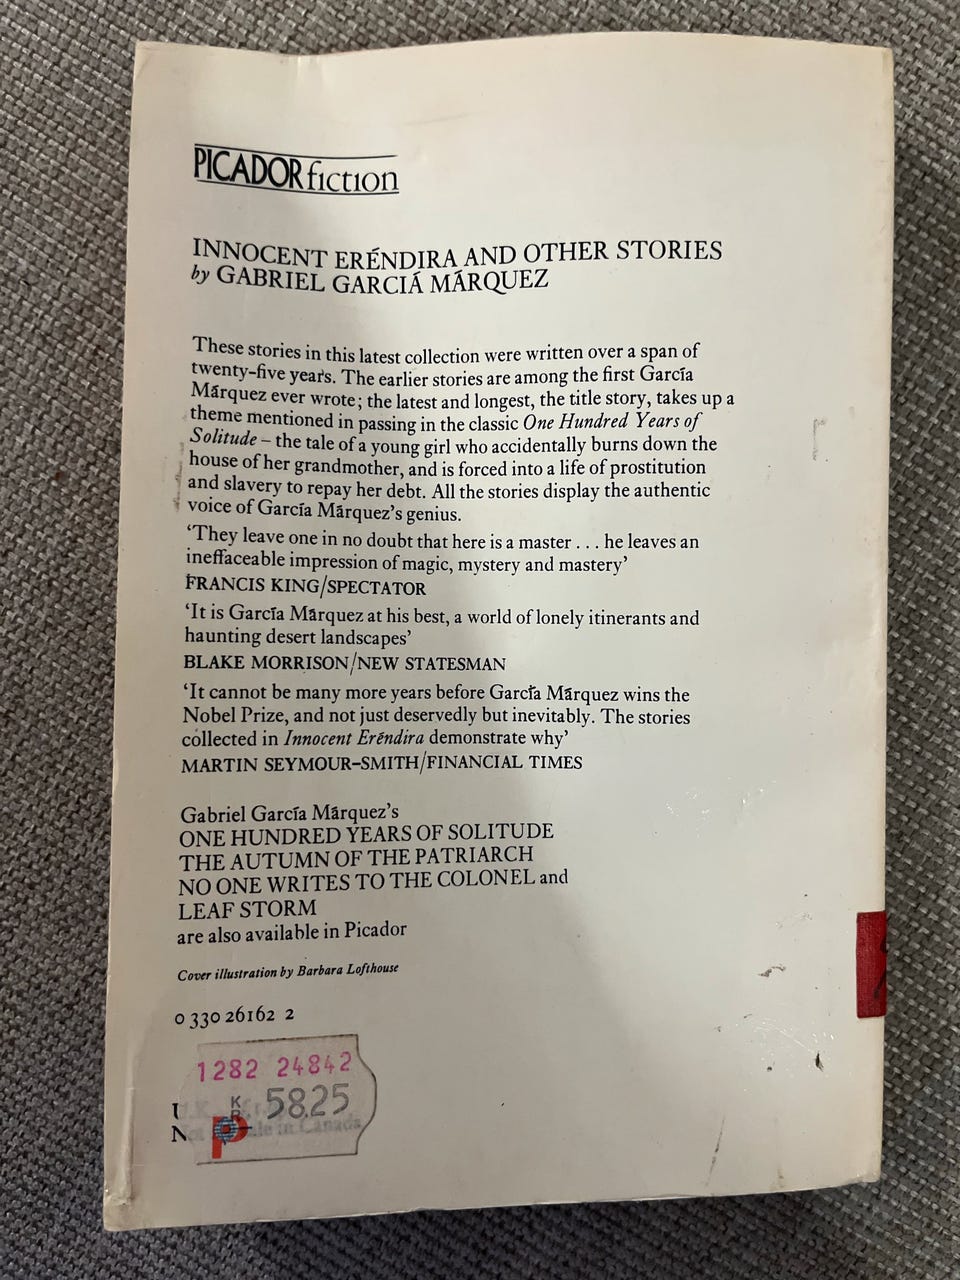 PICADOR fiction
INNOCENT ERÉNDIRA AND OTHER STORIES
by GABRIEL GARCIÁ MÁRQUEZ
These stories in this latest collection were written over a span of
twenty-five years. The earlier stories are among the first García
Márquez ever wrote; the latest and longest, the title story, takes up a
theme mentioned in passing in the classic One Hundred Years of
Solitude – the tale of a young girl who accidentally burns down the
house of her grandmother, and is forced into a life of prostitution
and slavery to repay her debt. All the stories display the authentic
voice of García Márquez's genius.
‘They leave one in no doubt that here is a master . . . he leaves an
ineffaceable impression of magic, mystery and mastery’
FRANCIS KING/SPECTATOR
‘It is García Márquez at his best, a world of lonely itinerants and
haunting desert landscapes’
BLAKE MORRISON/NEW STATESMAN
‘It cannot be many more years before García Márquez wins the
Nobel Prize, and not just deservedly but inevitably. The stories
collected in Innocent Eréndira demonstrate why’
MARTIN SEYMOUR-SMITH/FINANCIAL TIMES
Gabriel García Márquez's
ONE HUNDRED YEARS OF SOLITUDE
THE AUTUMN OF THE PATRIARCH
NO ONE WRITES TO THE COLONEL and
LEAF STORM
are also available in Picador
Cover illustration by Barbara Lofthouse
0 330 26162 2
1282 24842
KR 5825
in Canada